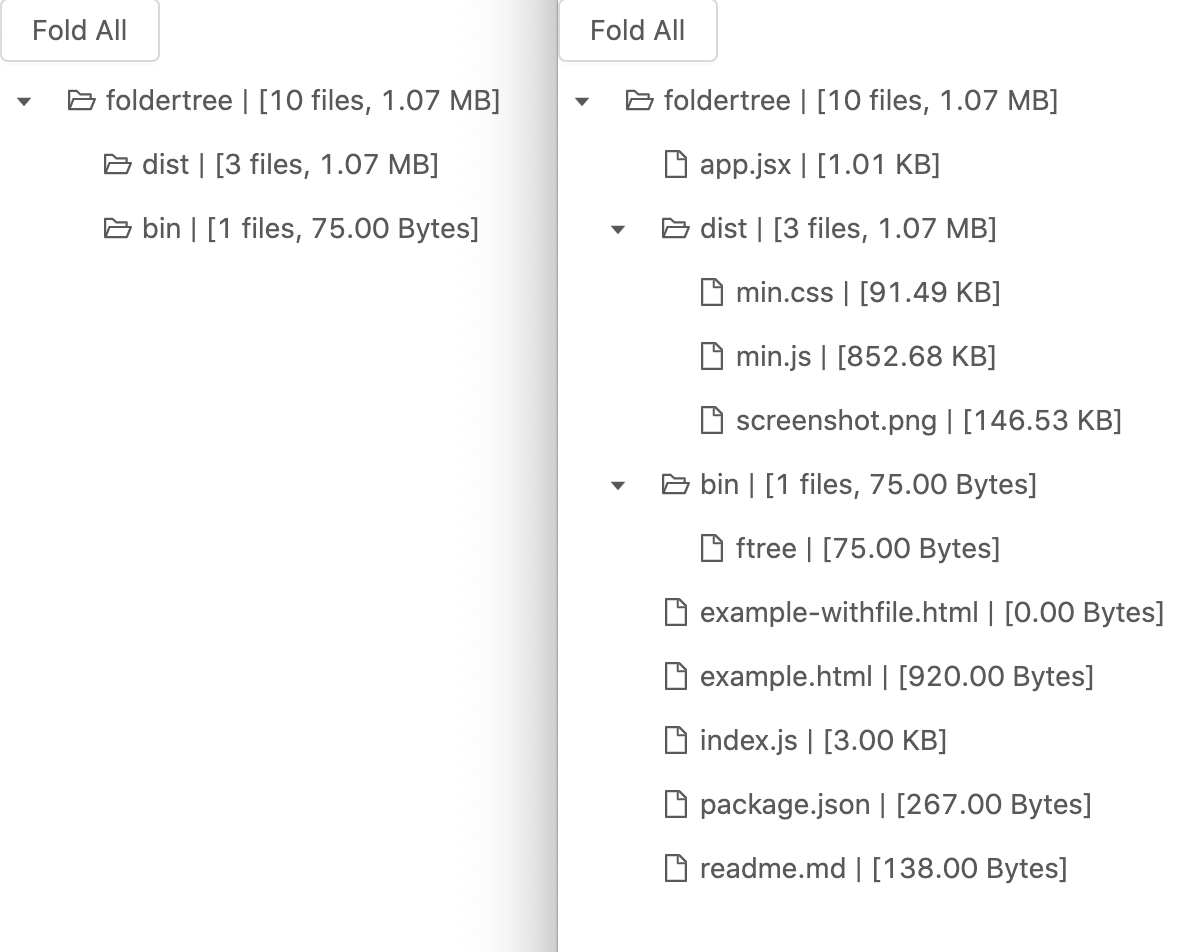 Fold All
foldertree | [10 files, 1.07 MB]
dist | [3 files, 1.07 MB]
bin | [1 files, 75.00 Bytes]
Fold All
foldertree | [10 files, 1.07 MB]
app.jsx | [1.01 KB]
dist | [3 files, 1.07 MB]
min.css | [91.49 KB]
min.js | [852.68 KB]
screenshot.png | [146.53 KB]
bin | [1 files, 75.00 Bytes]
ftree | [75.00 Bytes]
example-withfile.html | [0.00 Bytes]
example.html | [920.00 Bytes]
index.js | [3.00 KB]
package.json | [267.00 Bytes]
readme.md | [138.00 Bytes]